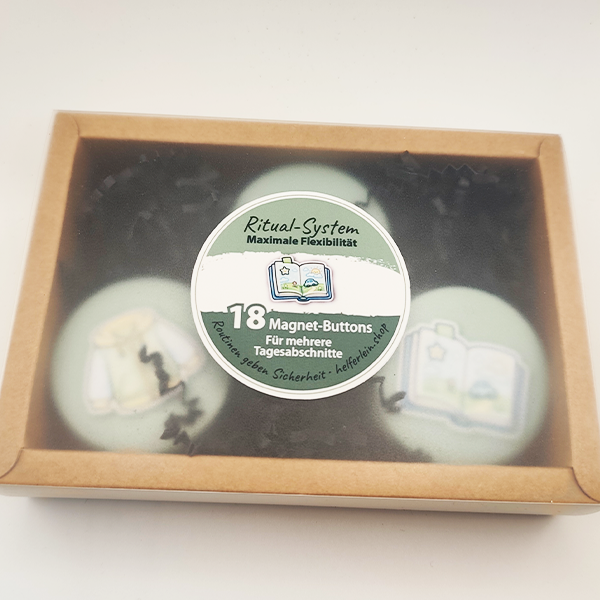 Ritual-System
Maximale Flexibilität
18 Magnet-Buttons
Für mehrere
Tagesabschnitte
Routinen geben Sicherheit - helferlein.shop